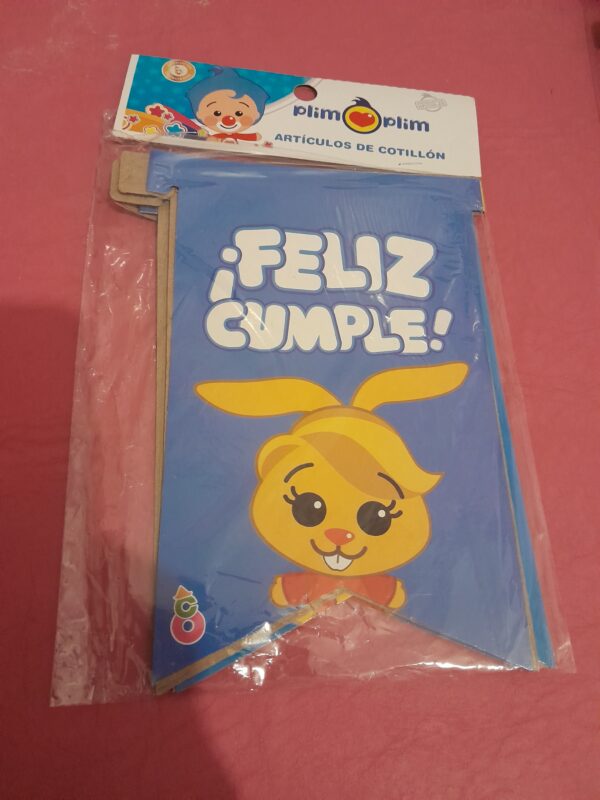 plim plim
ARTÍCULOS DE COTILLÓN
¡FELIZ
CUMPLE!